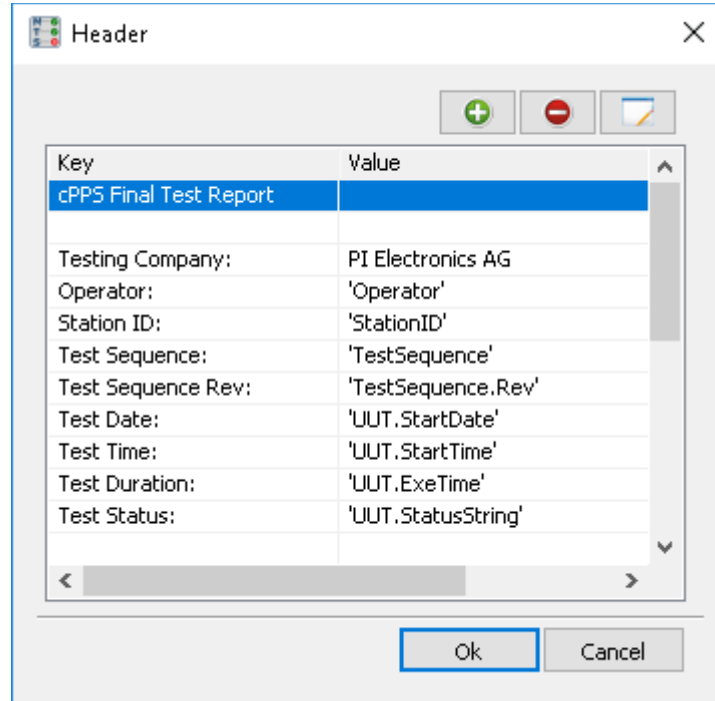 Header
Key Value
cPPS Final Test Report
Testing Company: PI Electronics AG
Operator: 'Operator'
Station ID: 'StationID'
Test Sequence: 'TestSequence'
Test Sequence Rev: 'TestSequence.Rev'
Test Date: 'UUT.StartDate'
Test Time: 'UUT.StartTime'
Test Duration: 'UUT.ExeTime'
Test Status: 'UUT.StatusString'
Ok Cancel